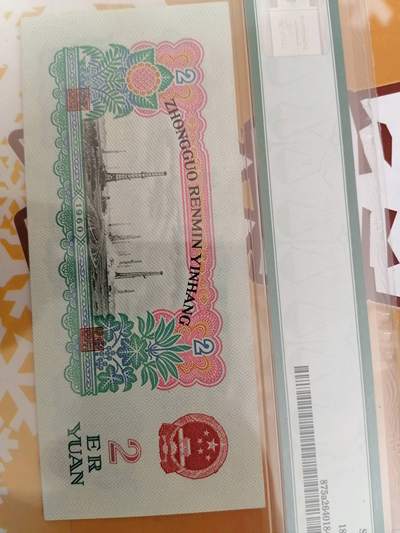 ZHONGGUO RENMIN YINHANG
2
2
1960
2
ER
YUAN